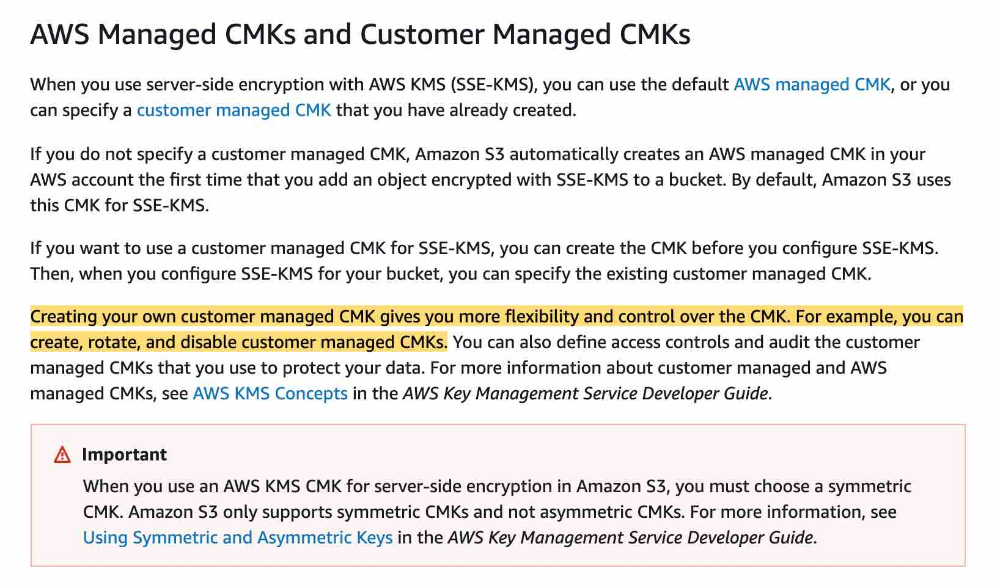 AWS Managed CMKs and Customer Managed CMKs
When you use server-side encryption with AWS KMS (SSE-KMS), you can use the default AWS managed CMK, or you
can specify a customer managed CMK that you have already created.
If you do not specify a customer managed CMK, Amazon S3 automatically creates an AWS managed CMK in your
AWS account the first time that you add an object encrypted with SSE-KMS to a bucket. By default, Amazon S3 uses
this CMK for SSE-KMS.
If you want to use a customer managed CMK for SSE-KMS, you can create the CMK before you configure SSE-KMS.
Then, when you configure SSE-KMS for your bucket, you can specify the existing customer managed CMK.
Creating your own customer managed CMK gives you more flexibility and control over the CMK. For example, you can
create, rotate, and disable customer managed CMKs. You can also define access controls and audit the customer
managed CMKs that you use to protect your data. For more information about customer managed and AWS
managed CMKs, see AWS KMS Concepts in the AWS Key Management Service Developer Guide.
Important
When you use an AWS KMS CMK for server-side encryption in Amazon S3, you must choose a symmetric
CMK. Amazon S3 only supports symmetric CMKs and not asymmetric CMKs. For more information, see
Using Symmetric and Asymmetric Keys in the AWS Key Management Service Developer Guide.